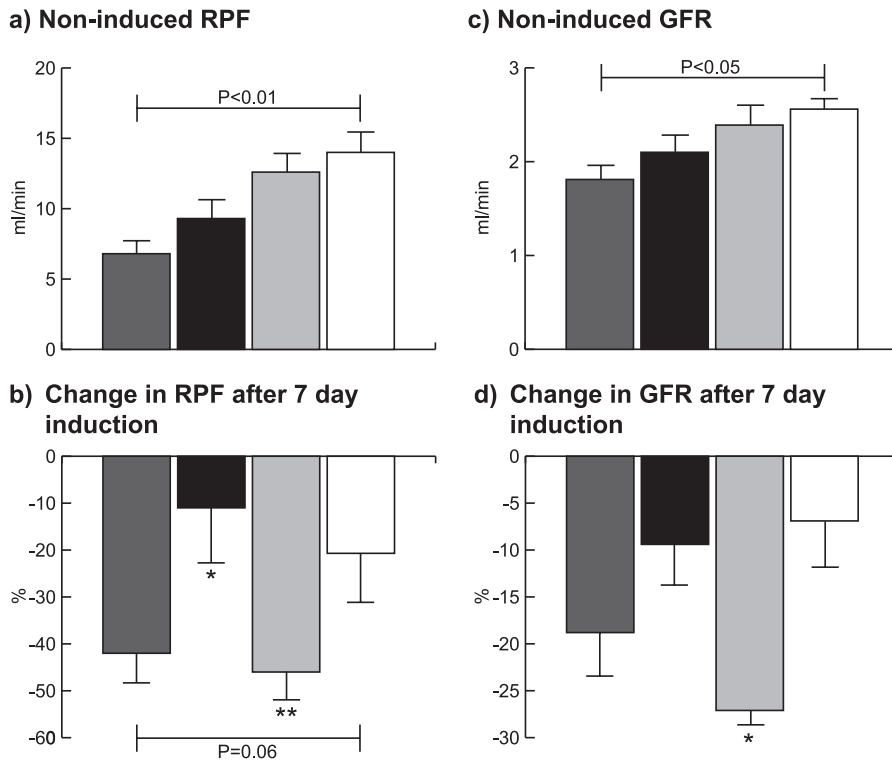 a) Non-induced RPF
20
15
10
5
0
ml/min
P<0.01
c) Non-induced GFR
3
2
1
0
ml/min
P<0.05
b) Change in RPF after 7 day
induction
0
-10
-20
-30
-40
-50
-60
%
*
**
P=0.06
d) Change in GFR after 7 day
induction
0
-5
-10
-15
-20
-25
-30
%
*